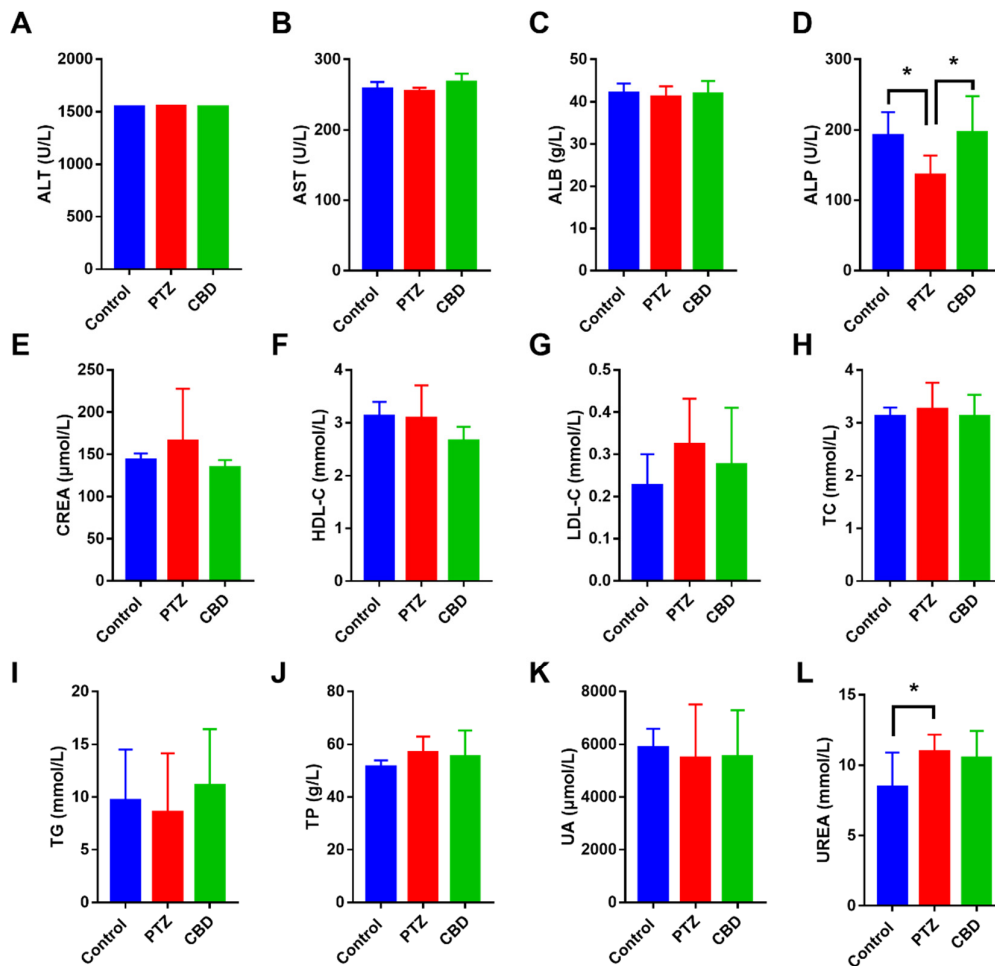 A
ALT (U/L)
2000
1500
1000
500
0
Control
PTZ
CBD
B
AST (U/L)
300
200
100
0
Control
PTZ
CBD
C
ALB (g/L)
50
40
30
20
10
0
Control
PTZ
CBD
D
ALP (U/L)
300
200
100
0
*
*
Control
PTZ
CBD
E
CREA (μmol/L)
250
200
150
100
50
0
Control
PTZ
CBD
F
HDL-C (mmol/L)
4
3
2
1
0
Control
PTZ
CBD
G
LDL-C (mmol/L)
0.5
0.4
0.3
0.2
0.1
0.0
Control
PTZ
CBD
H
TC (mmol/L)
4
3
2
1
0
Control
PTZ
CBD
I
TG (mmol/L)
20
15
10
5
0
Control
PTZ
CBD
J
TP (g/L)
80
60
40
20
0
Control
PTZ
CBD
K
UA (μmol/L)
8000
6000
4000
2000
0
Control
PTZ
CBD
L
UREA (mmol/L)
15
10
5
0
*
Control
PTZ
CBD